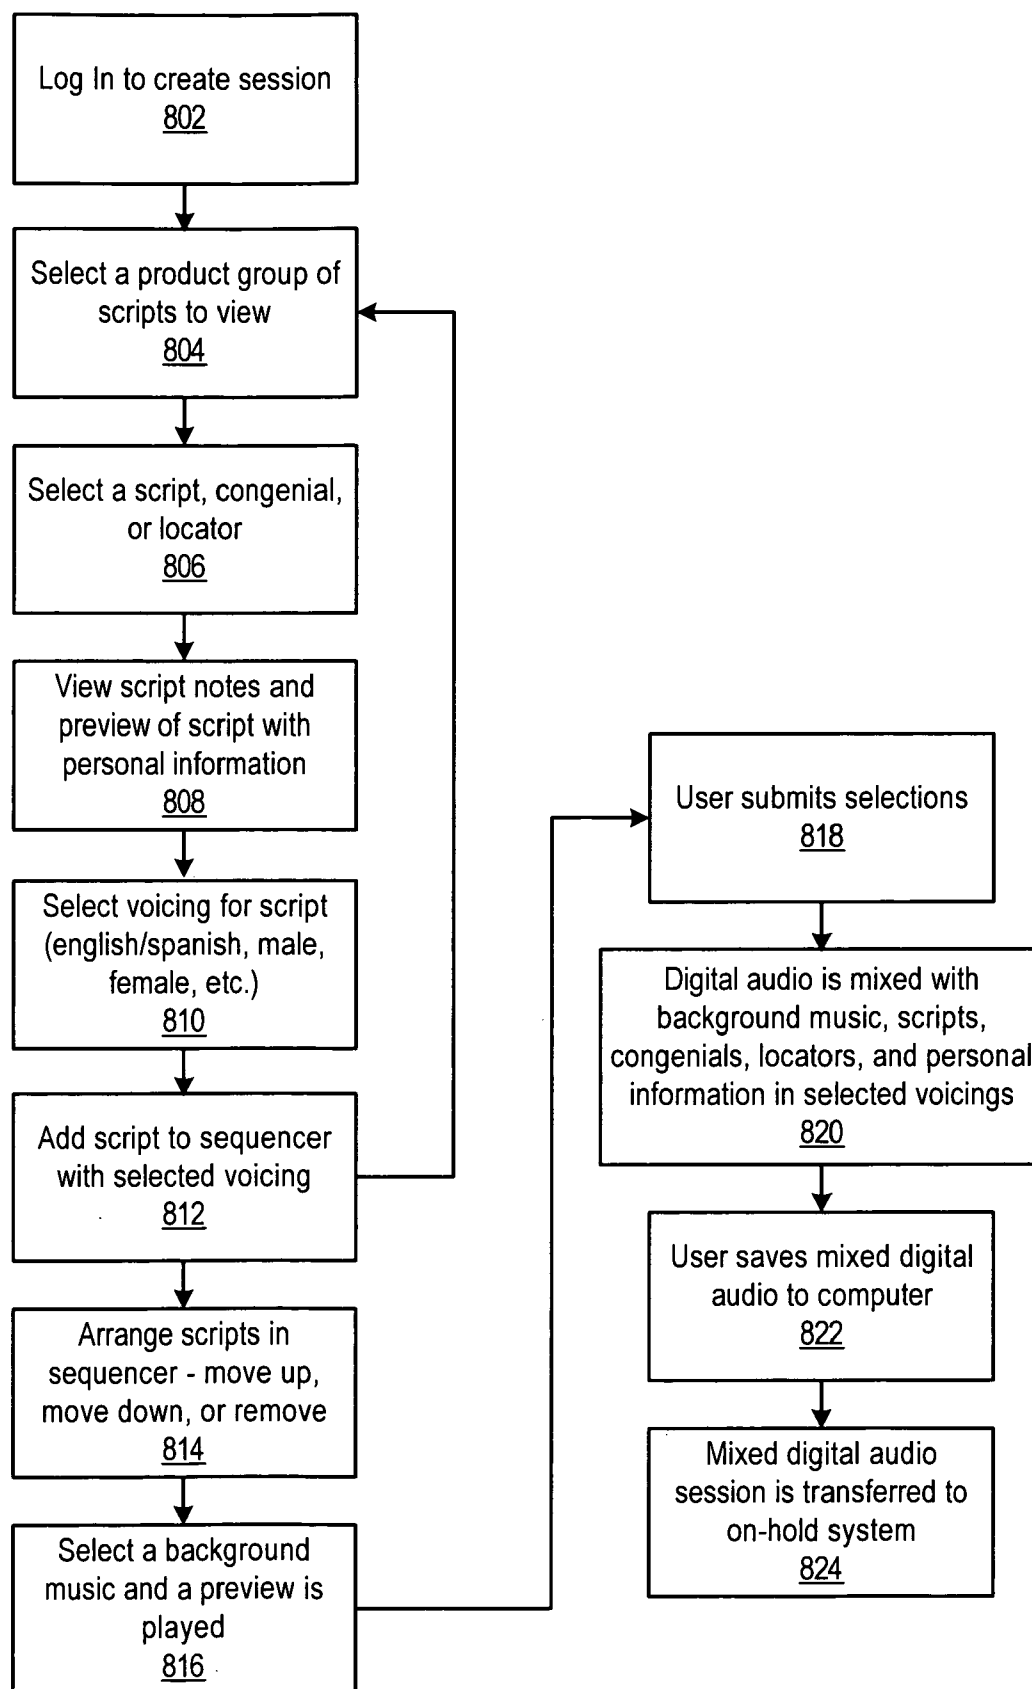 Log In to create session
802
Select a product group of
scripts to view
804
Select a script, congenial,
or locator
806
View script notes and
preview of script with
personal information
808
Select voicing for script
(english/spanish, male,
female, etc.)
810
Add script to sequencer
with selected voicing
812
Arrange scripts in
sequencer - move up,
move down, or remove
814
Select a background
music and a preview is
played
816
User submits selections
818
Digital audio is mixed with
background music, scripts,
congenials, locators, and personal
information in selected voicings
820
User saves mixed digital
audio to computer
822
Mixed digital audio
session is transferred to
on-hold system
824